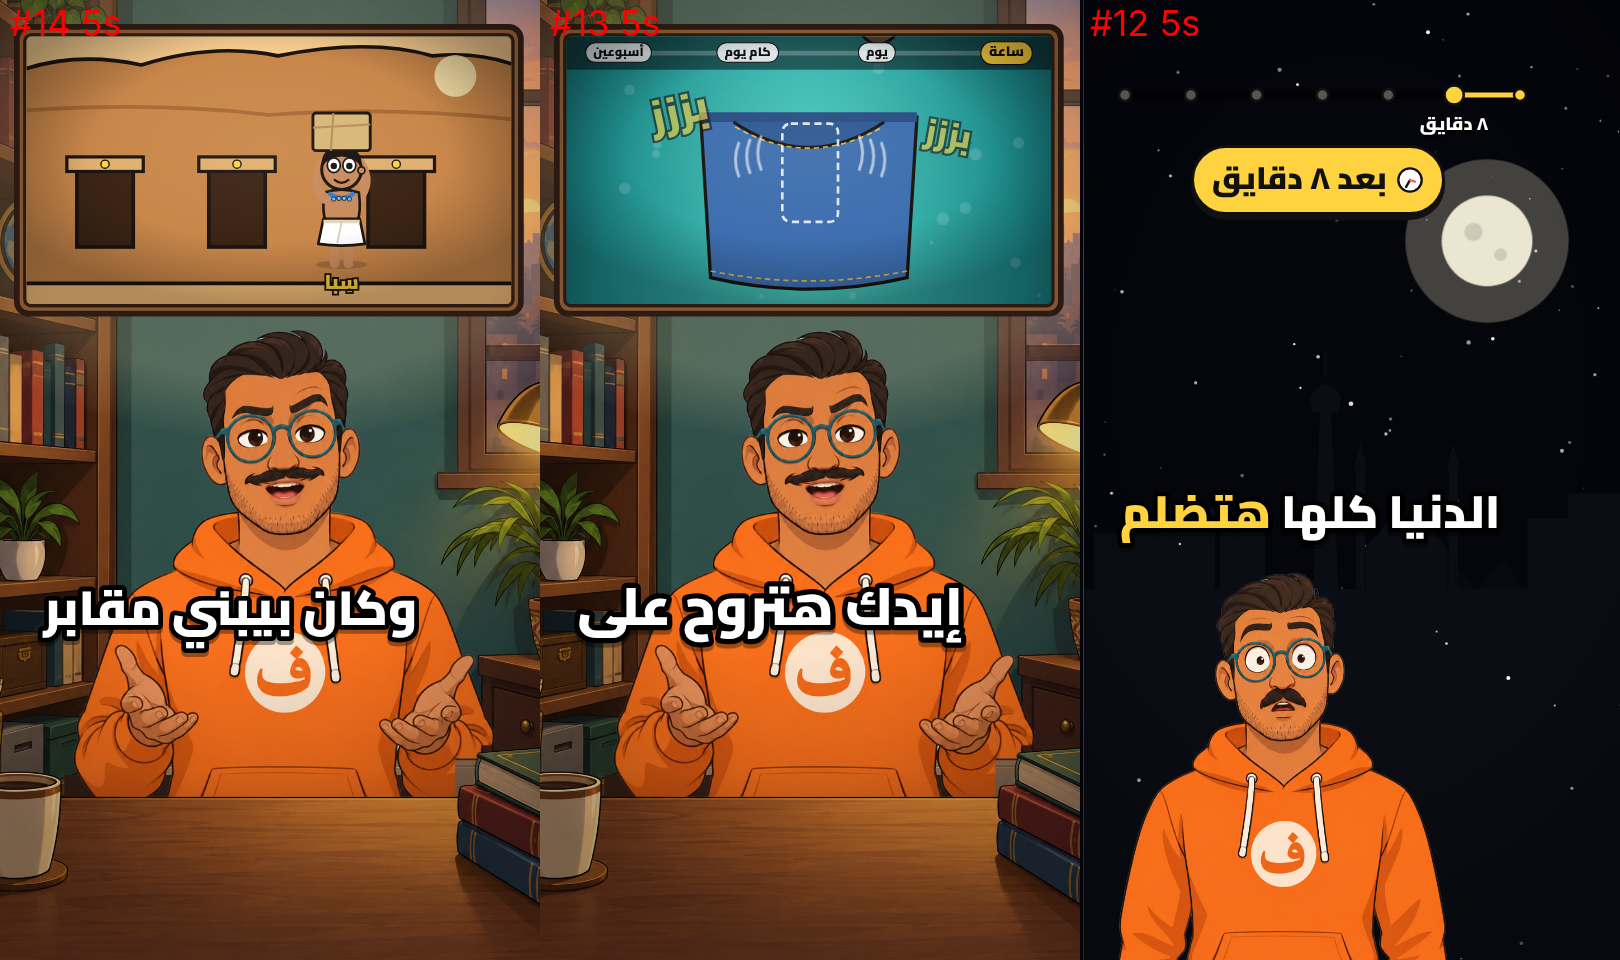 #14 5s
سبا
وكان بيبني مقابر
ف
#13 5s
ساعة
يوم
كام يوم
أسبوعين
بززز
بززز
إيدك هتروح على
ف
#12 5s
٨ دقايق
بعد ٨ دقايق
الدنيا كلها هتضلم
ف